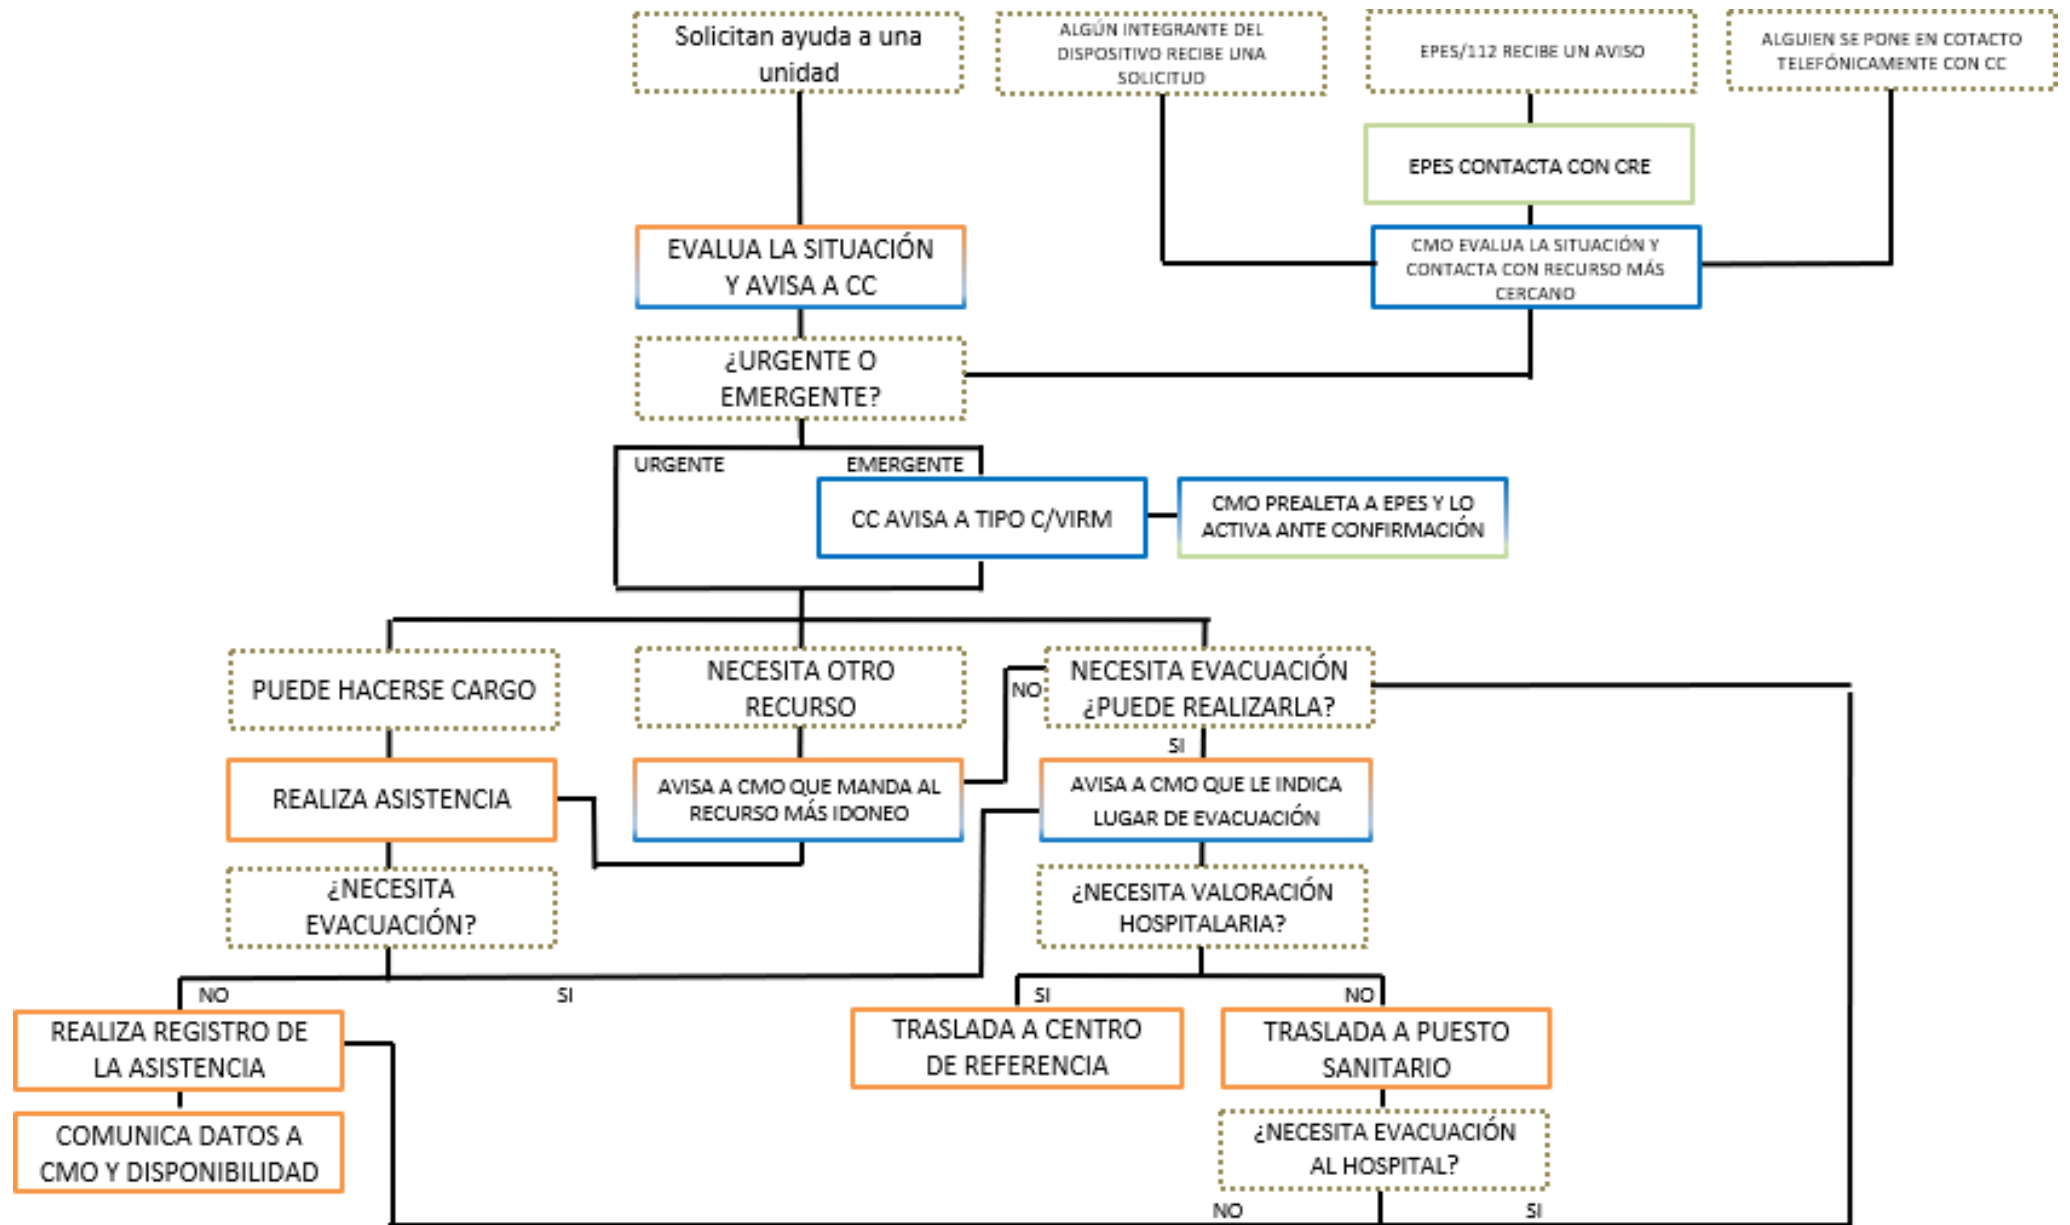 Solicitan ayuda a una
unidad
ALGÚN INTEGRANTE DEL
DISPOSITIVO RECIBE UNA
SOLICITUD
EPES/112 RECIBE UN AVISO
ALGUIEN SE PONE EN COTACTO
TELEFÓNICAMENTE CON CC
EPES CONTACTA CON CRE
EVALUA LA SITUACIÓN
Y AVISA A CC
CMO EVALUA LA SITUACIÓN Y
CONTACTA CON RECURSO MÁS
CERCANO
¿URGENTE O
EMERGENTE?
URGENTE
EMERGENTE
CC AVISA A TIPO C/VIRM
CMO PREALETA A EPES Y LO
ACTIVA ANTE CONFIRMACIÓN
PUEDE HACERSE CARGO
NECESITA OTRO
RECURSO
NO
NECESITA EVACUACIÓN
¿PUEDE REALIZARLA?
SI
REALIZA ASISTENCIA
AVISA A CMO QUE MANDA AL
RECURSO MÁS IDONEO
AVISA A CMO QUE LE INDICA
LUGAR DE EVACUACIÓN
¿NECESITA
EVACUACIÓN?
¿NECESITA VALORACIÓN
HOSPITALARIA?
NO
SI
SI
NO
REALIZA REGISTRO DE
LA ASISTENCIA
TRASLADA A CENTRO
DE REFERENCIA
TRASLADA A PUESTO
SANITARIO
COMUNICA DATOS A
CMO Y DISPONIBILIDAD
¿NECESITA EVACUACIÓN
AL HOSPITAL?
NO
SI